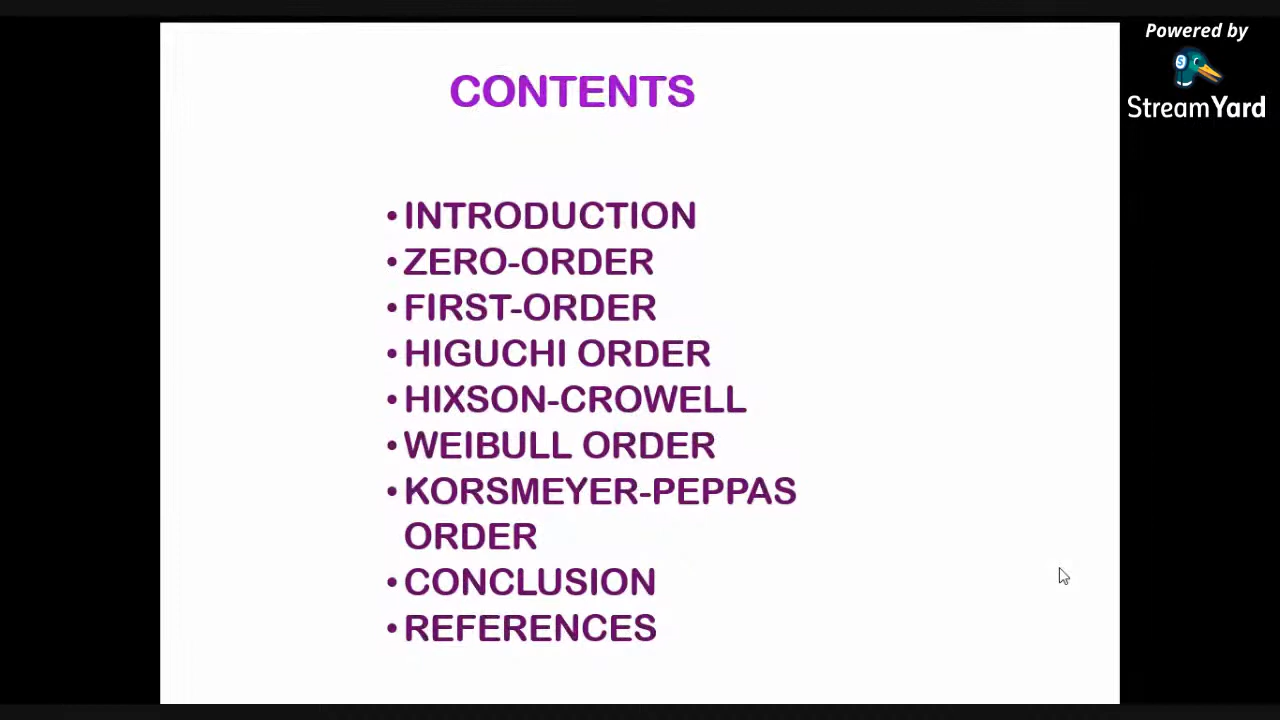 Powered by
StreamYard
CONTENTS
• INTRODUCTION
• ZERO-ORDER
• FIRST-ORDER
• HIGUCHI ORDER
• HIXSON-CROWELL
• WEIBULL ORDER
• KORSMEYER-PEPPAS
ORDER
• CONCLUSION
• REFERENCES